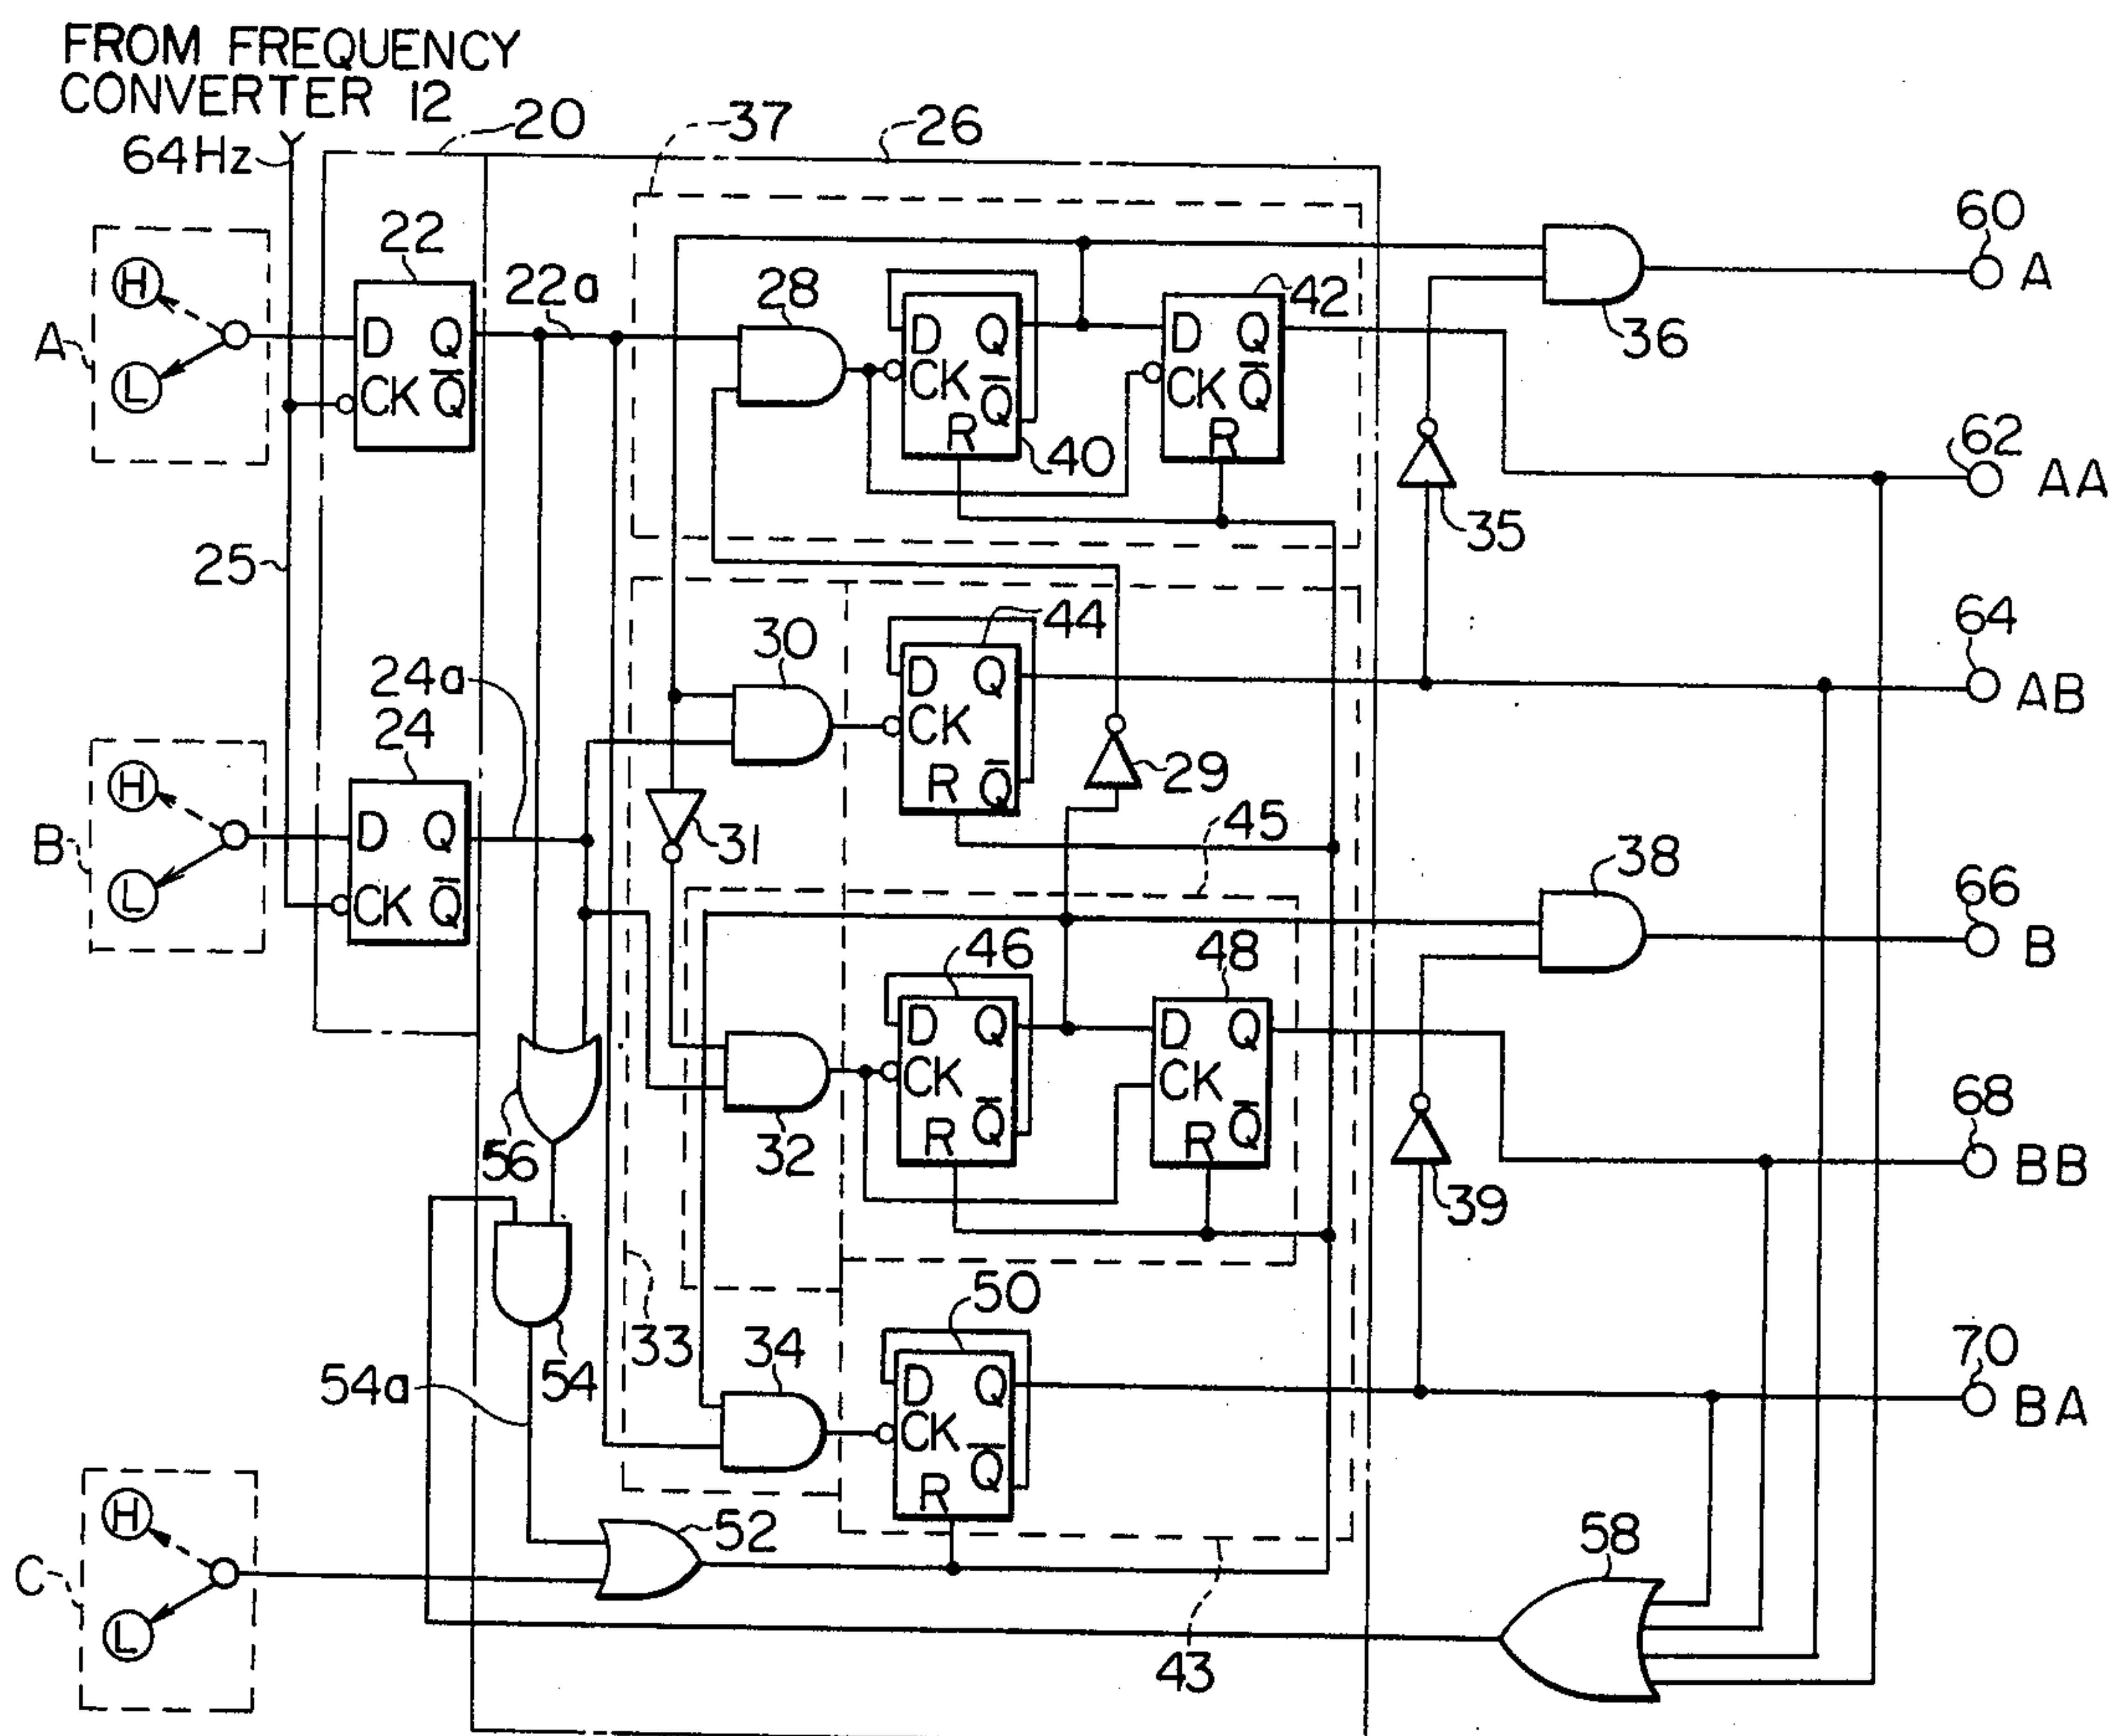 FROM FREQUENCY
CONVERTER 12
64Hz
20
37
26
A
H
L
22
D Q
CK Q̅
22a
28
D Q
CK
Q̅
R
40
42
D Q
CK Q̅
R
36
60
A
62
AA
35
25
24a
24
B
H
L
D Q
CK Q̅
30
44
D Q
CK
R Q̅
29
31
45
64
AB
38
66
B
46
D Q
CK
R Q̅
48
D Q
CK
R Q̅
32
56
39
68
BB
33
54
54a
34
50
D Q
CK
Q̅
R
70
BA
C
H
L
52
43
58